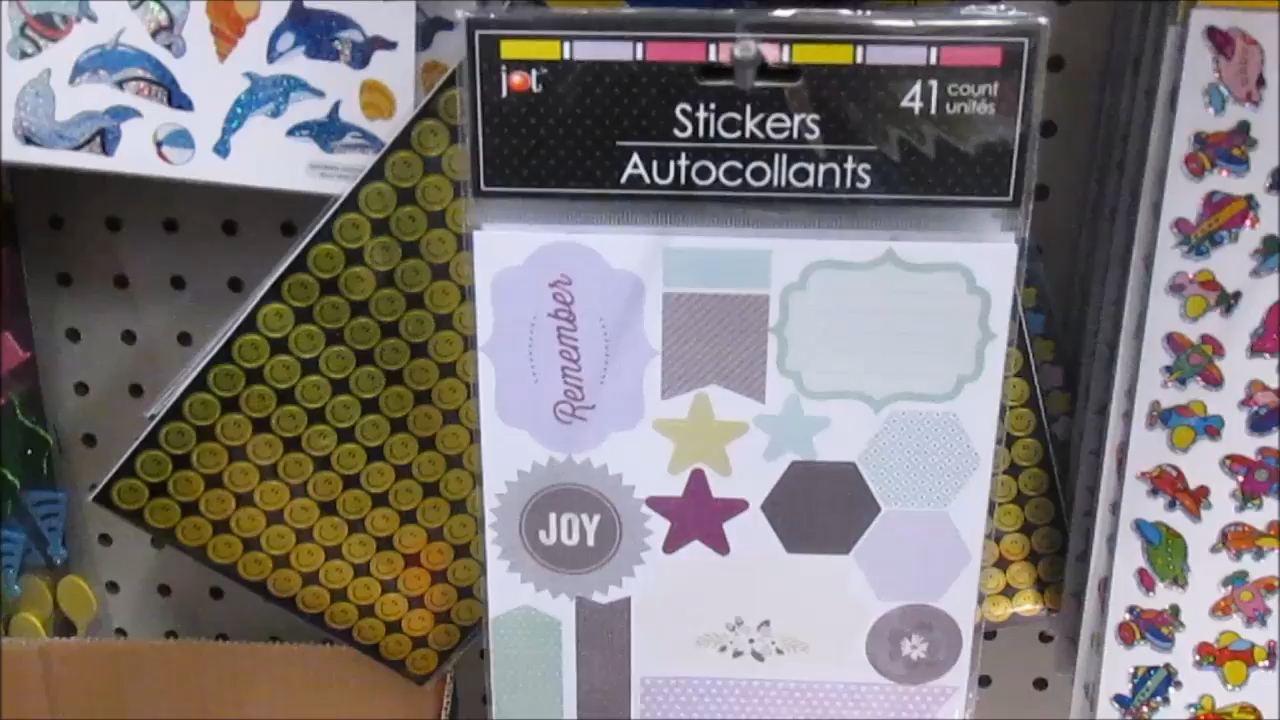 jot
41 count
unités
Stickers
Autocollants
Remember
JOY